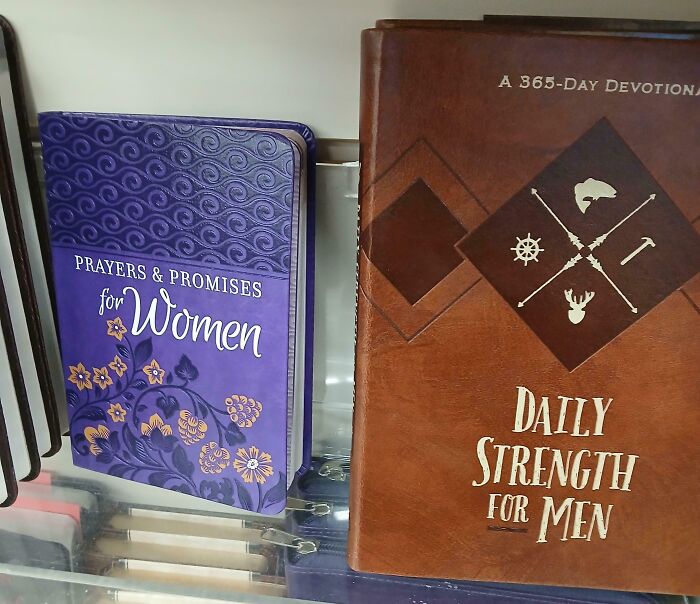 PRAYERS & PROMISES
for Women
A 365-DAY DEVOTIONA
DAILY
STRENGTH
FOR MEN